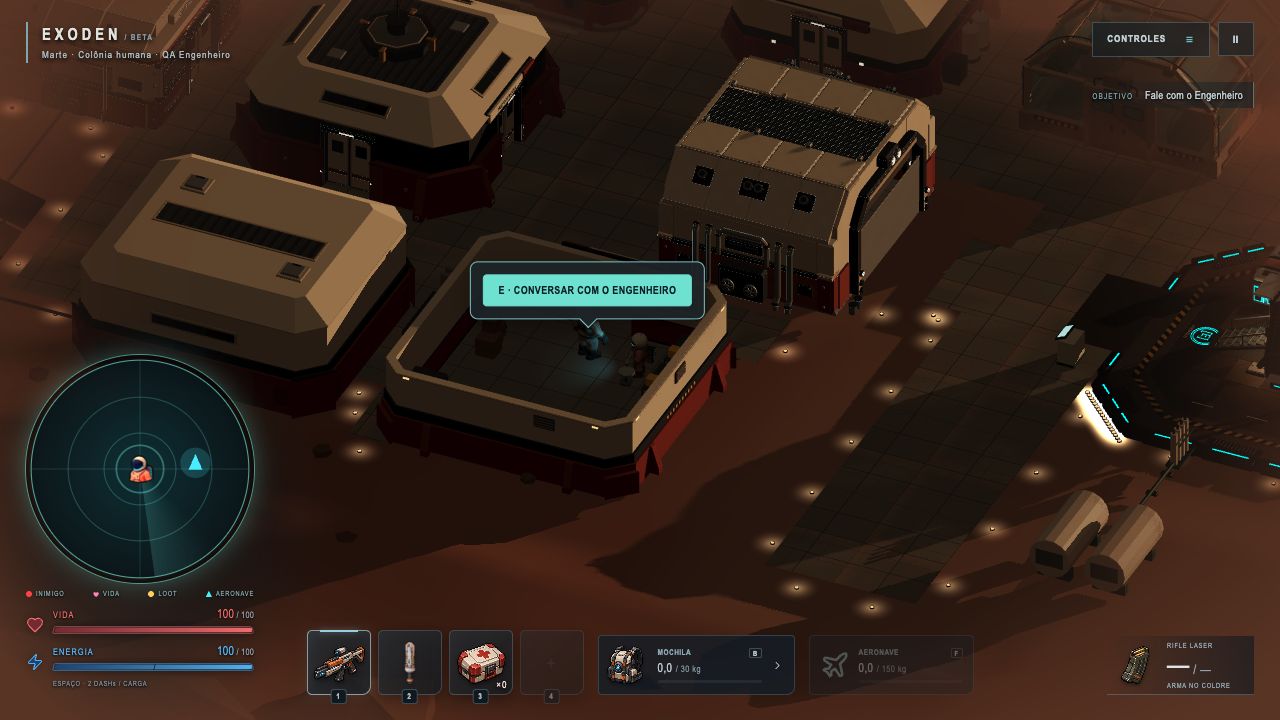 EXODEN / BETA
Marte · Colônia humana · QA Engenheiro
CONTROLES
OBJETIVO Fale com o Engenheiro
E · CONVERSAR COM O ENGENHEIRO
INIMIGO VIDA LOOT AERONAVE
VIDA 100 / 100
ENERGIA 100 / 100
ESPAÇO · 2 DASHs / CARGA
×0
1 2 3 4
MOCHILA B
0,0 / 30 kg
AERONAVE F
0,0 / 150 kg
RIFLE LASER
— / —
ARMA NO COLDRE